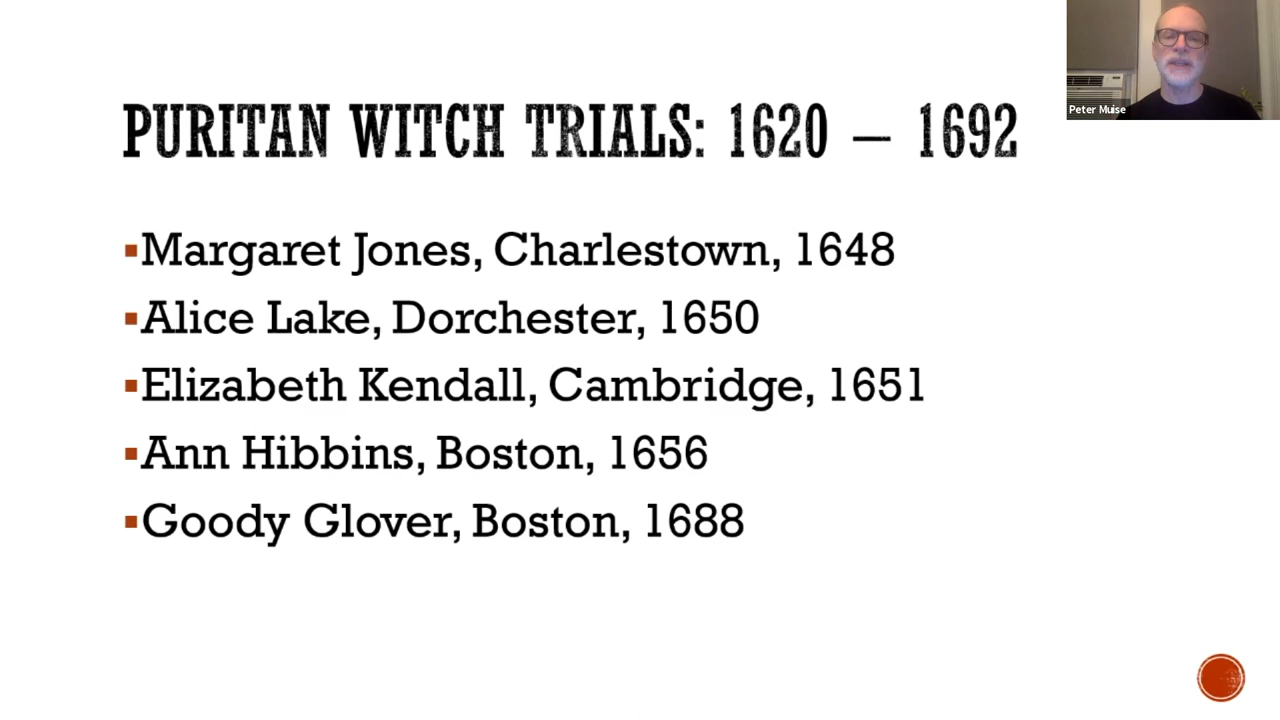 Peter Muise
PURITAN WITCH TRIALS: 1620 – 1692
▪Margaret Jones, Charlestown, 1648
▪Alice Lake, Dorchester, 1650
▪Elizabeth Kendall, Cambridge, 1651
▪Ann Hibbins, Boston, 1656
▪Goody Glover, Boston, 1688